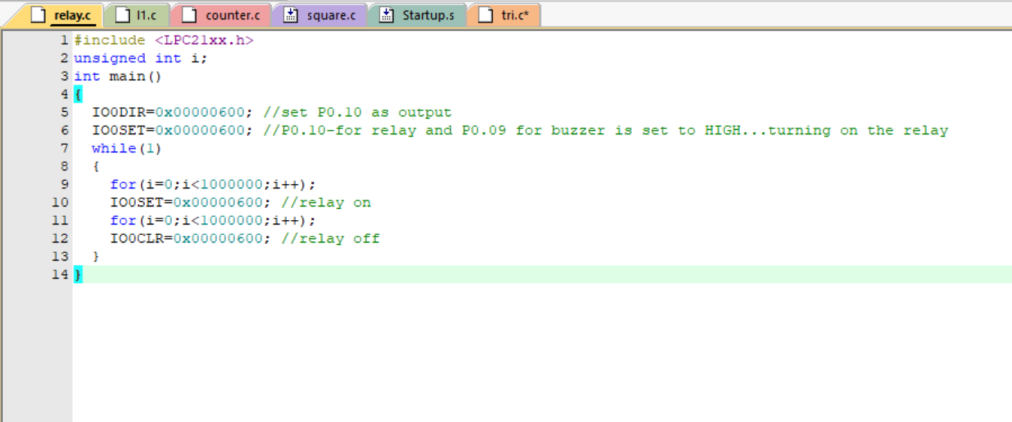 relay.c l1.c counter.c square.c Startup.s tri.c*
1 #include <LPC21xx.h>
2 unsigned int i;
3 int main()
4 {
5 IO0DIR=0x00000600; //set P0.10 as output
6 IO0SET=0x00000600; //P0.10-for relay and P0.09 for buzzer is set to HIGH...turning on the relay
7 while(1)
8 {
9 for(i=0;i<1000000;i++);
10 IO0SET=0x00000600; //relay on
11 for(i=0;i<1000000;i++);
12 IO0CLR=0x00000600; //relay off
13 }
14 }